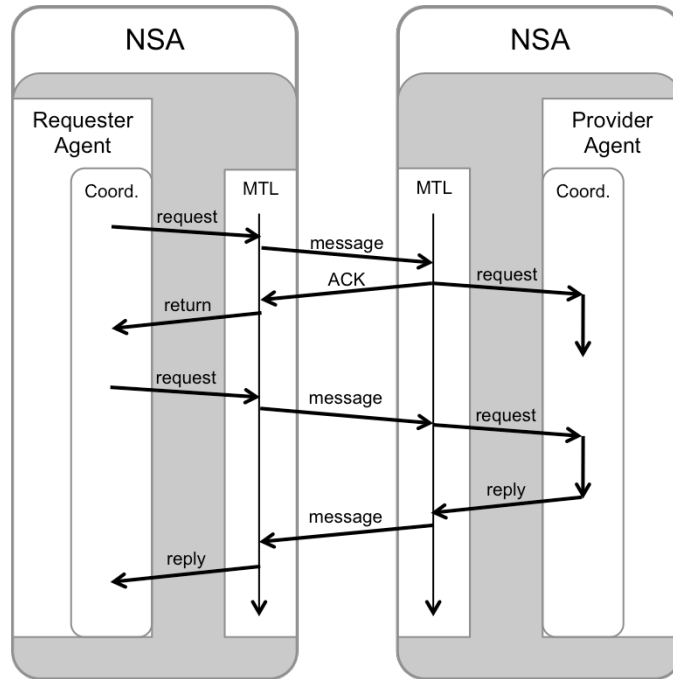 NSA
NSA
Requester
Agent
Provider
Agent
Coord.
MTL
MTL
Coord.
request
message
ACK
request
return
request
message
request
reply
message
reply